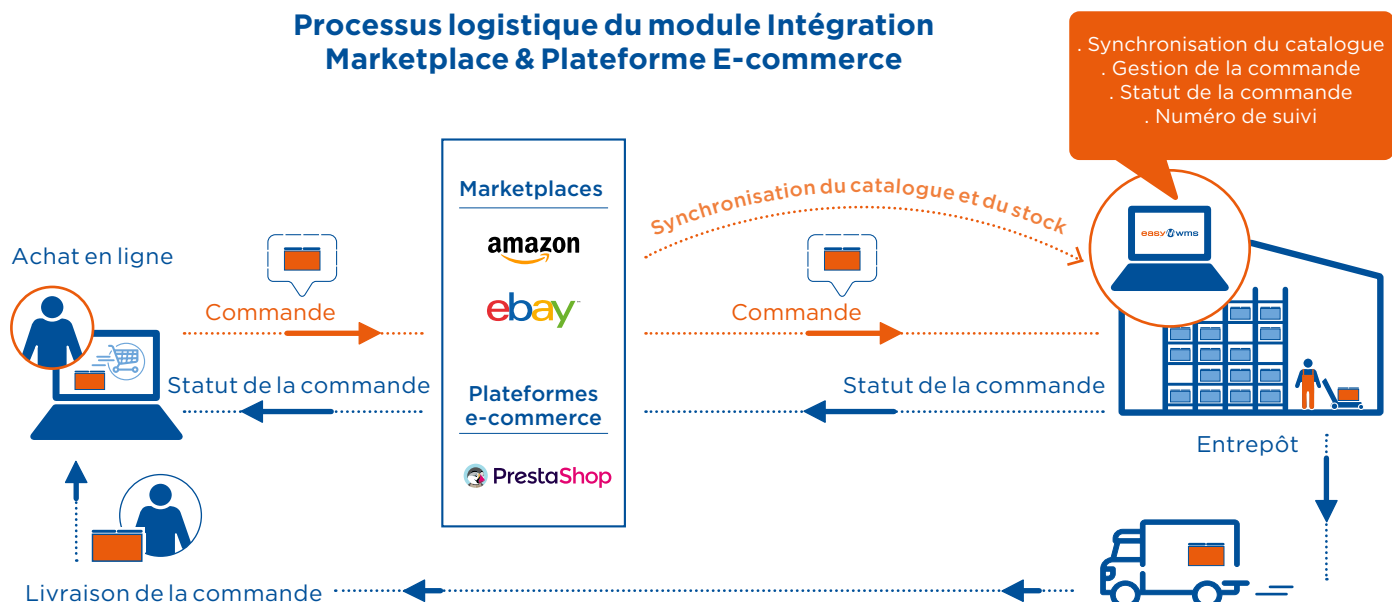 Processus logistique du module Intégration
Marketplace & Plateforme E-commerce
. Synchronisation du catalogue
. Gestion de la commande
. Statut de la commande
. Numéro de suivi
Marketplaces
amazon
ebay
Plateformes
e-commerce
PrestaShop
Synchronisation du catalogue et du stock
easy wms
Achat en ligne
Commande
Commande
Statut de la commande
Statut de la commande
Entrepôt
Livraison de la commande